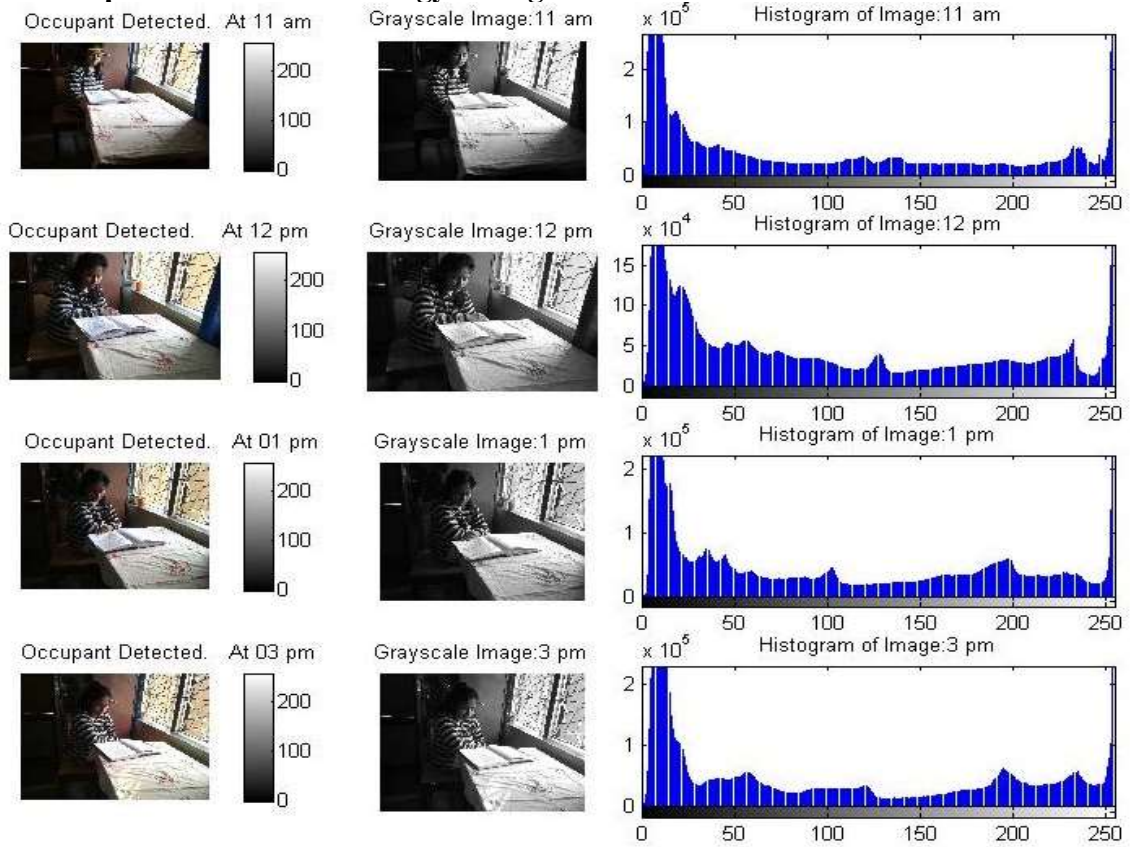 Occupant Detected. At 11 am
200
100
0
Grayscale Image:11 am
Histogram of Image:11 am
x 10^5
2
1
0
0 50 100 150 200 250
Occupant Detected. At 12 pm
200
100
0
Grayscale Image:12 pm
Histogram of Image:12 pm
x 10^4
15
10
5
0
0 50 100 150 200 250
Occupant Detected. At 01 pm
200
100
0
Grayscale Image:1 pm
Histogram of Image:1 pm
x 10^5
2
1
0
0 50 100 150 200 250
Occupant Detected. At 03 pm
200
100
0
Grayscale Image:3 pm
Histogram of Image:3 pm
x 10^5
2
1
0
0 50 100 150 200 250